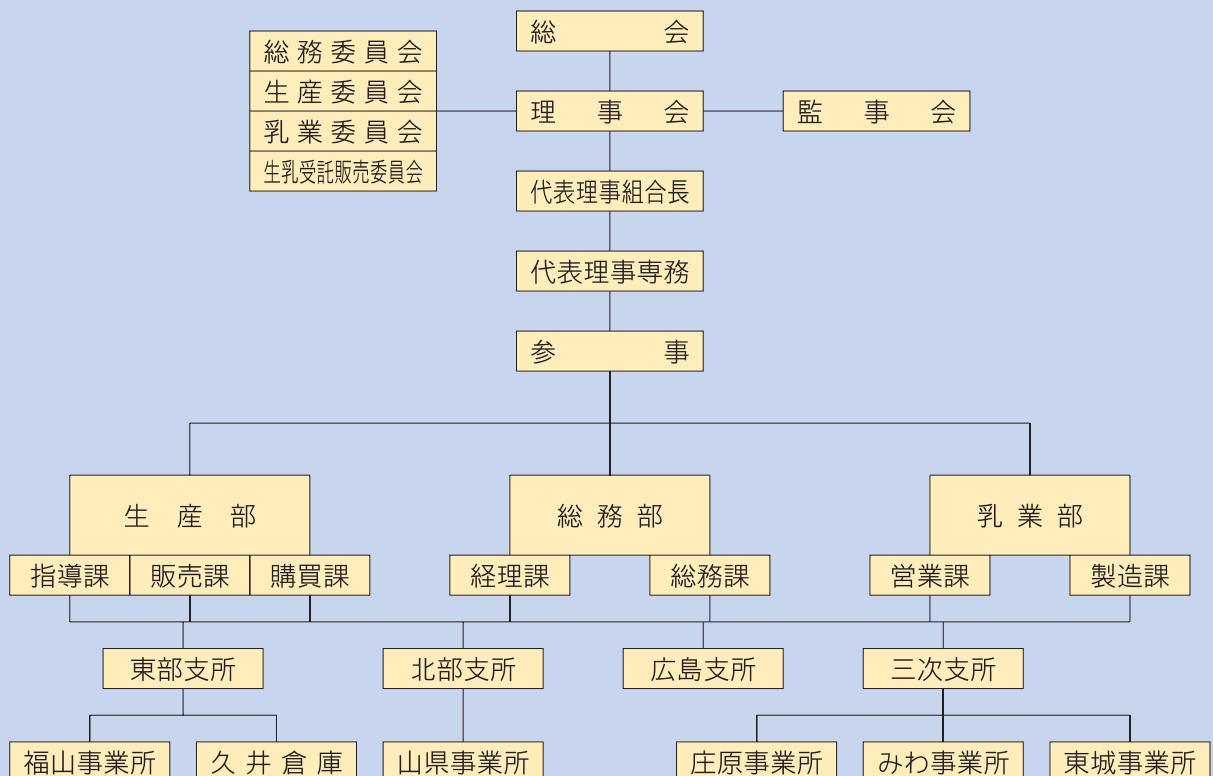 総会
総務委員会
生産委員会
乳業委員会
生乳受託販売委員会
理事会
監事会
代表理事組合長
代表理事専務
参事
生産部
総務部
乳業部
指導課
販売課
購買課
経理課
総務課
営業課
製造課
東部支所
北部支所
広島支所
三次支所
福山事業所
久井倉庫
山県事業所
庄原事業所
みわ事業所
東城事業所